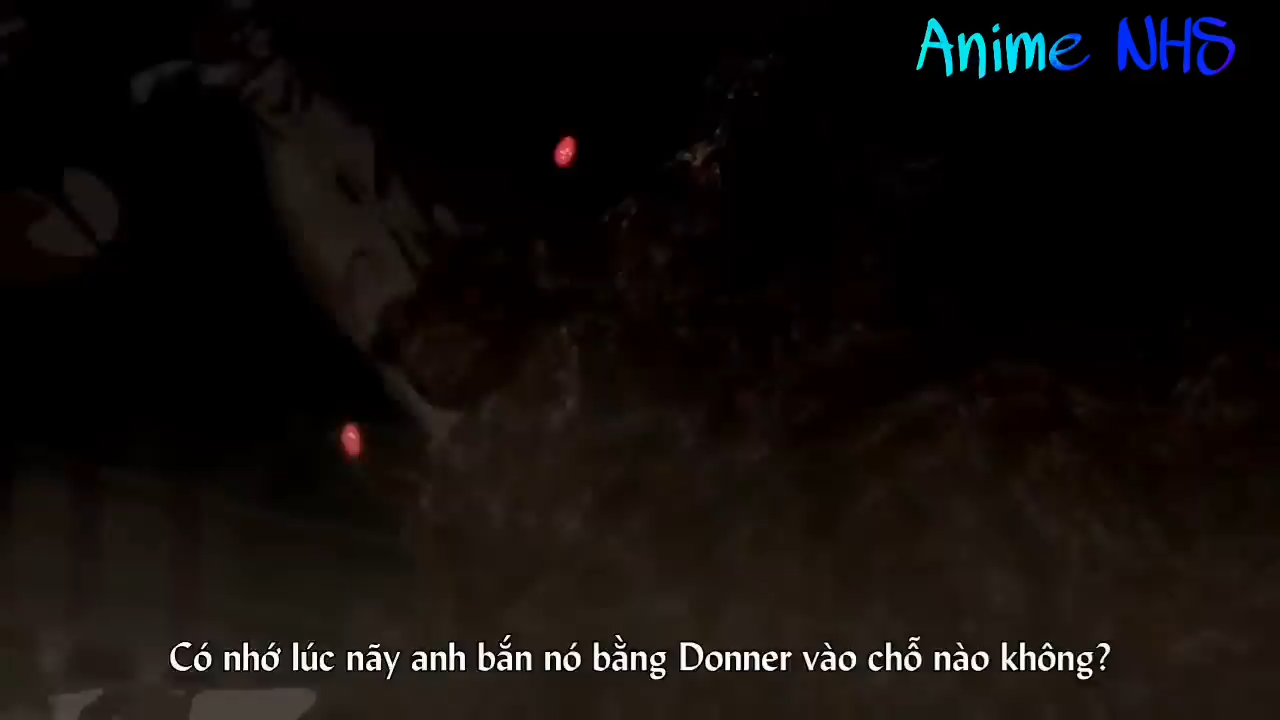 Anime NHS
Có nhớ lúc nãy anh bắn nó bằng Donner vào chỗ nào không?